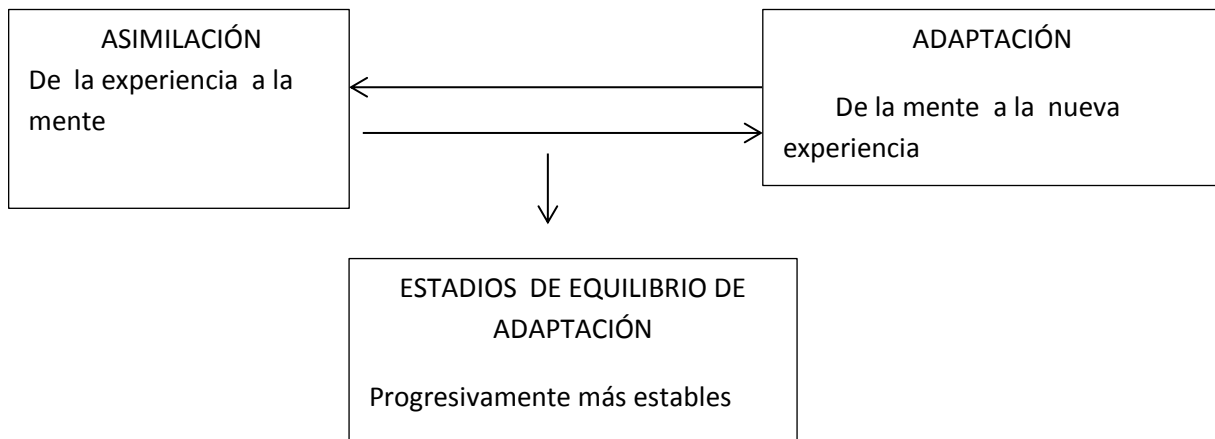 ASIMILACIÓN
De la experiencia a la
mente
ADAPTACIÓN
De la mente a la nueva
experiencia
ESTADIOS DE EQUILIBRIO DE
ADAPTACIÓN
Progresivamente más estables